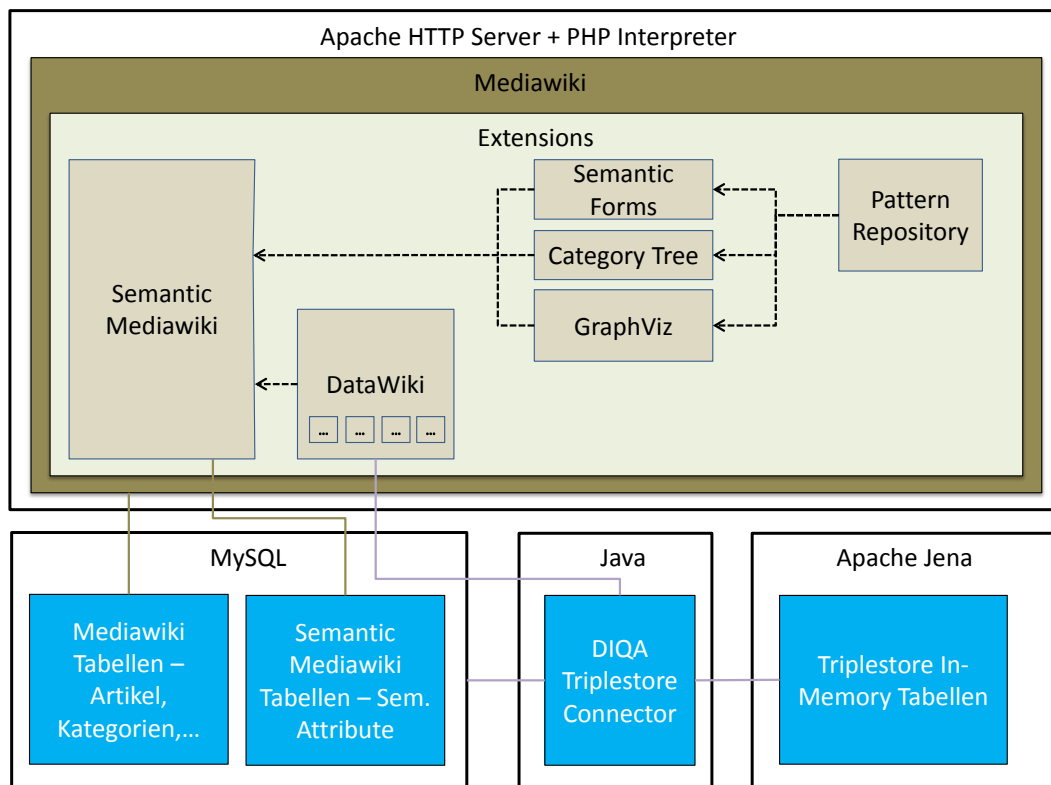 Apache HTTP Server + PHP Interpreter
Mediawiki
Extensions
Semantic
Mediawiki
DataWiki
...
...
...
...
Semantic
Forms
Category Tree
GraphViz
Pattern
Repository
MySQL
Mediawiki
Tabellen –
Artikel,
Kategorien,...
Semantic
Mediawiki
Tabellen – Sem.
Attribute
Java
DIQA
Triplestore
Connector
Apache Jena
Triplestore In-
Memory Tabellen